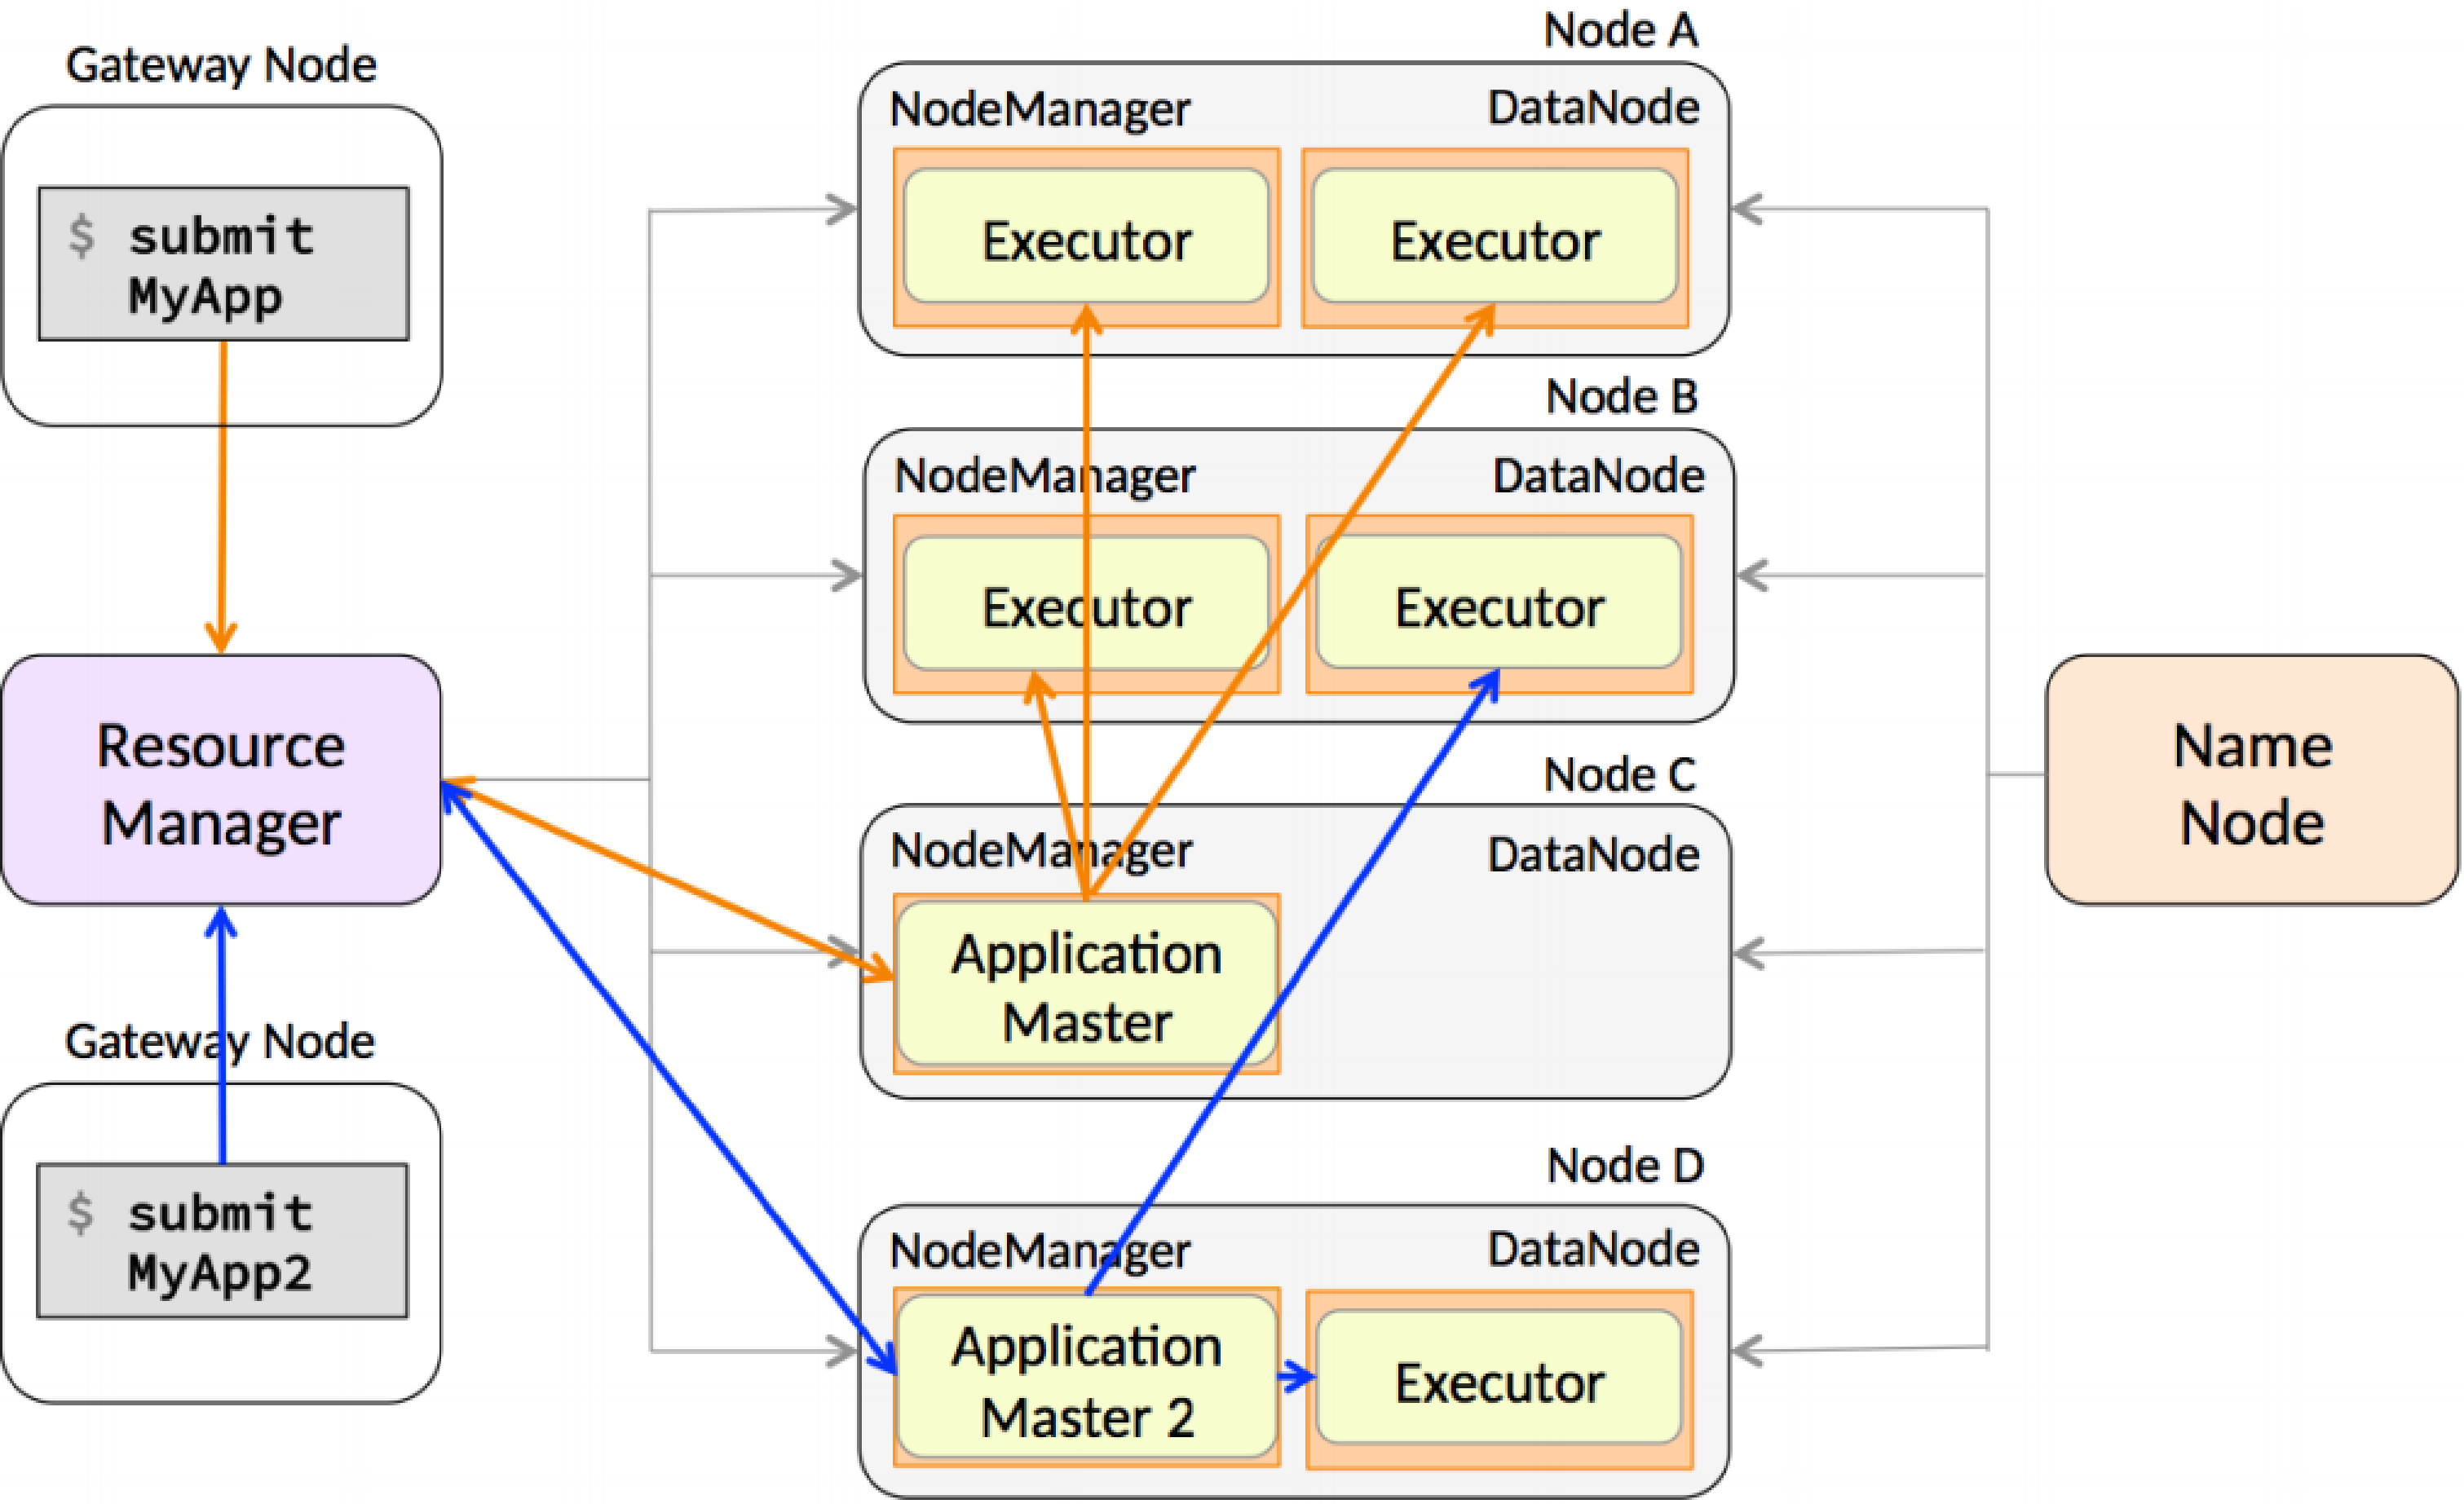 Gateway Node
$ submit
MyApp
Resource
Manager
Gateway Node
$ submit
MyApp2
Node A
NodeManager DataNode
Executor Executor
Node B
NodeManager DataNode
Executor Executor
Node C
NodeManager DataNode
Application
Master
Node D
NodeManager DataNode
Application
Master 2
Executor
Name
Node